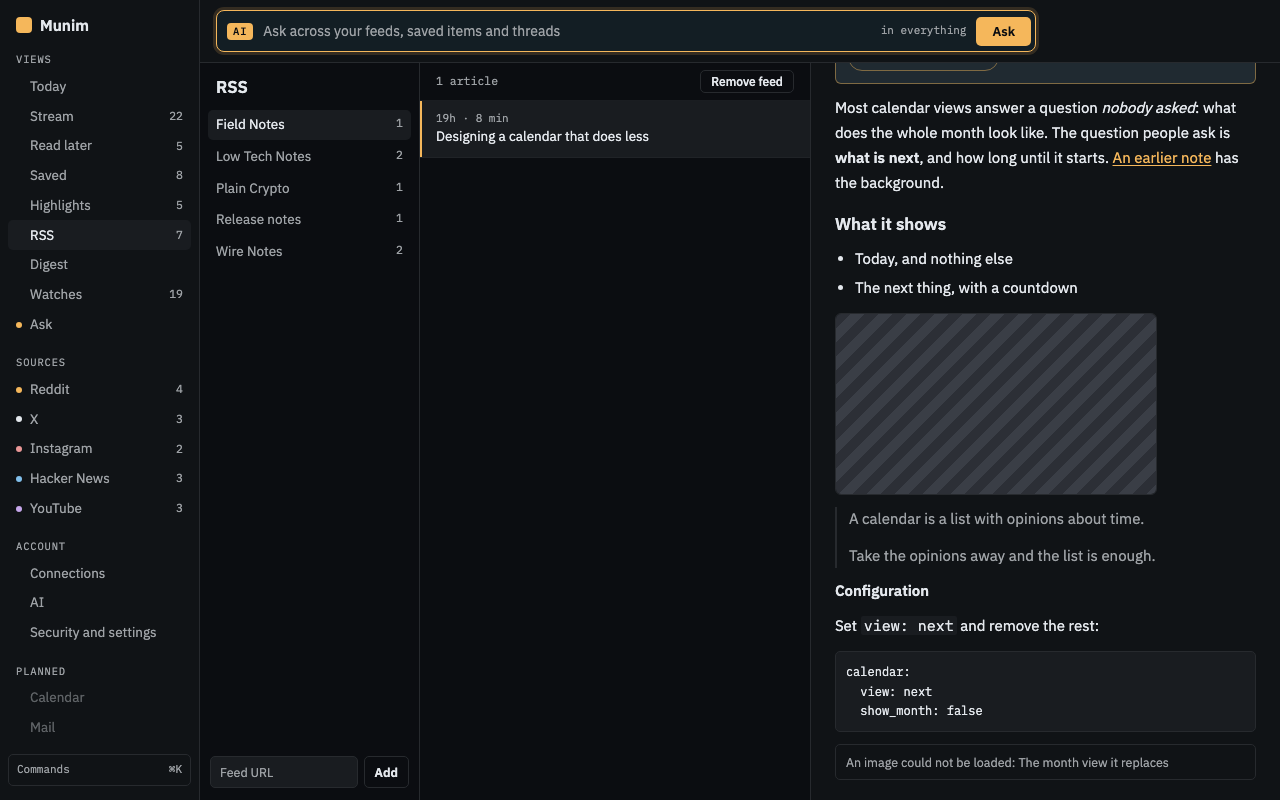 Munim
VIEWS
Today
Stream 22
Read later 5
Saved 8
Highlights 5
RSS 7
Digest
Watches 19
Ask
SOURCES
Reddit 4
X 3
Instagram 2
Hacker News 3
YouTube 3
ACCOUNT
Connections
AI
Security and settings
PLANNED
Calendar
Mail
Commands ⌘K
AI Ask across your feeds, saved items and threads in everything Ask
RSS
Field Notes 1
Low Tech Notes 2
Plain Crypto 1
Release notes 1
Wire Notes 2
Feed URL Add
1 article Remove feed
19h · 8 min
Designing a calendar that does less
Most calendar views answer a question nobody asked: what
does the whole month look like. The question people ask is
what is next, and how long until it starts. An earlier note has
the background.
What it shows
• Today, and nothing else
• The next thing, with a countdown
A calendar is a list with opinions about time.
Take the opinions away and the list is enough.
Configuration
Set view: next and remove the rest:
calendar:
  view: next
  show_month: false
An image could not be loaded: The month view it replaces